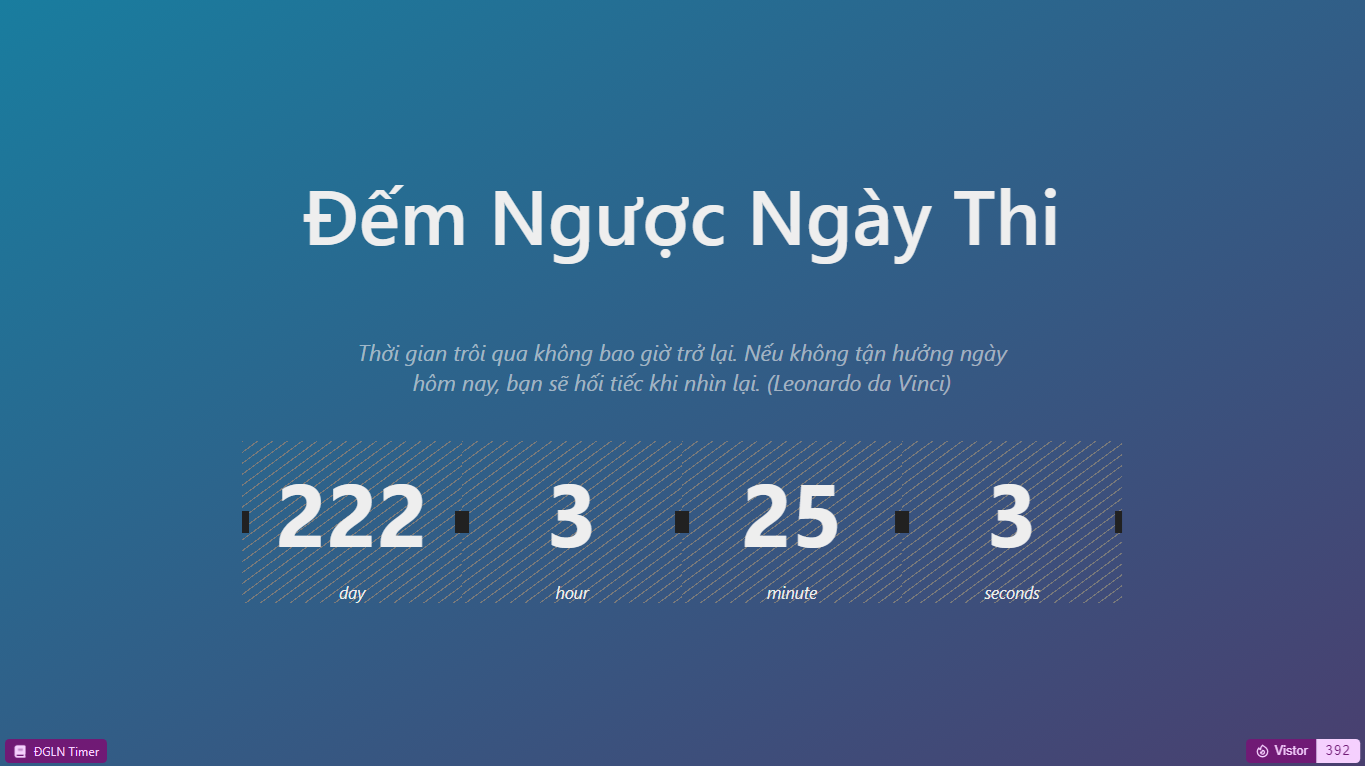 Đếm Ngược Ngày Thi
Thời gian trôi qua không bao giờ trở lại. Nếu không tận hưởng ngày
hôm nay, bạn sẽ hối tiếc khi nhìn lại. (Leonardo da Vinci)
222 3 25 3
day hour minute seconds
ĐGLN Timer
Vistor 392